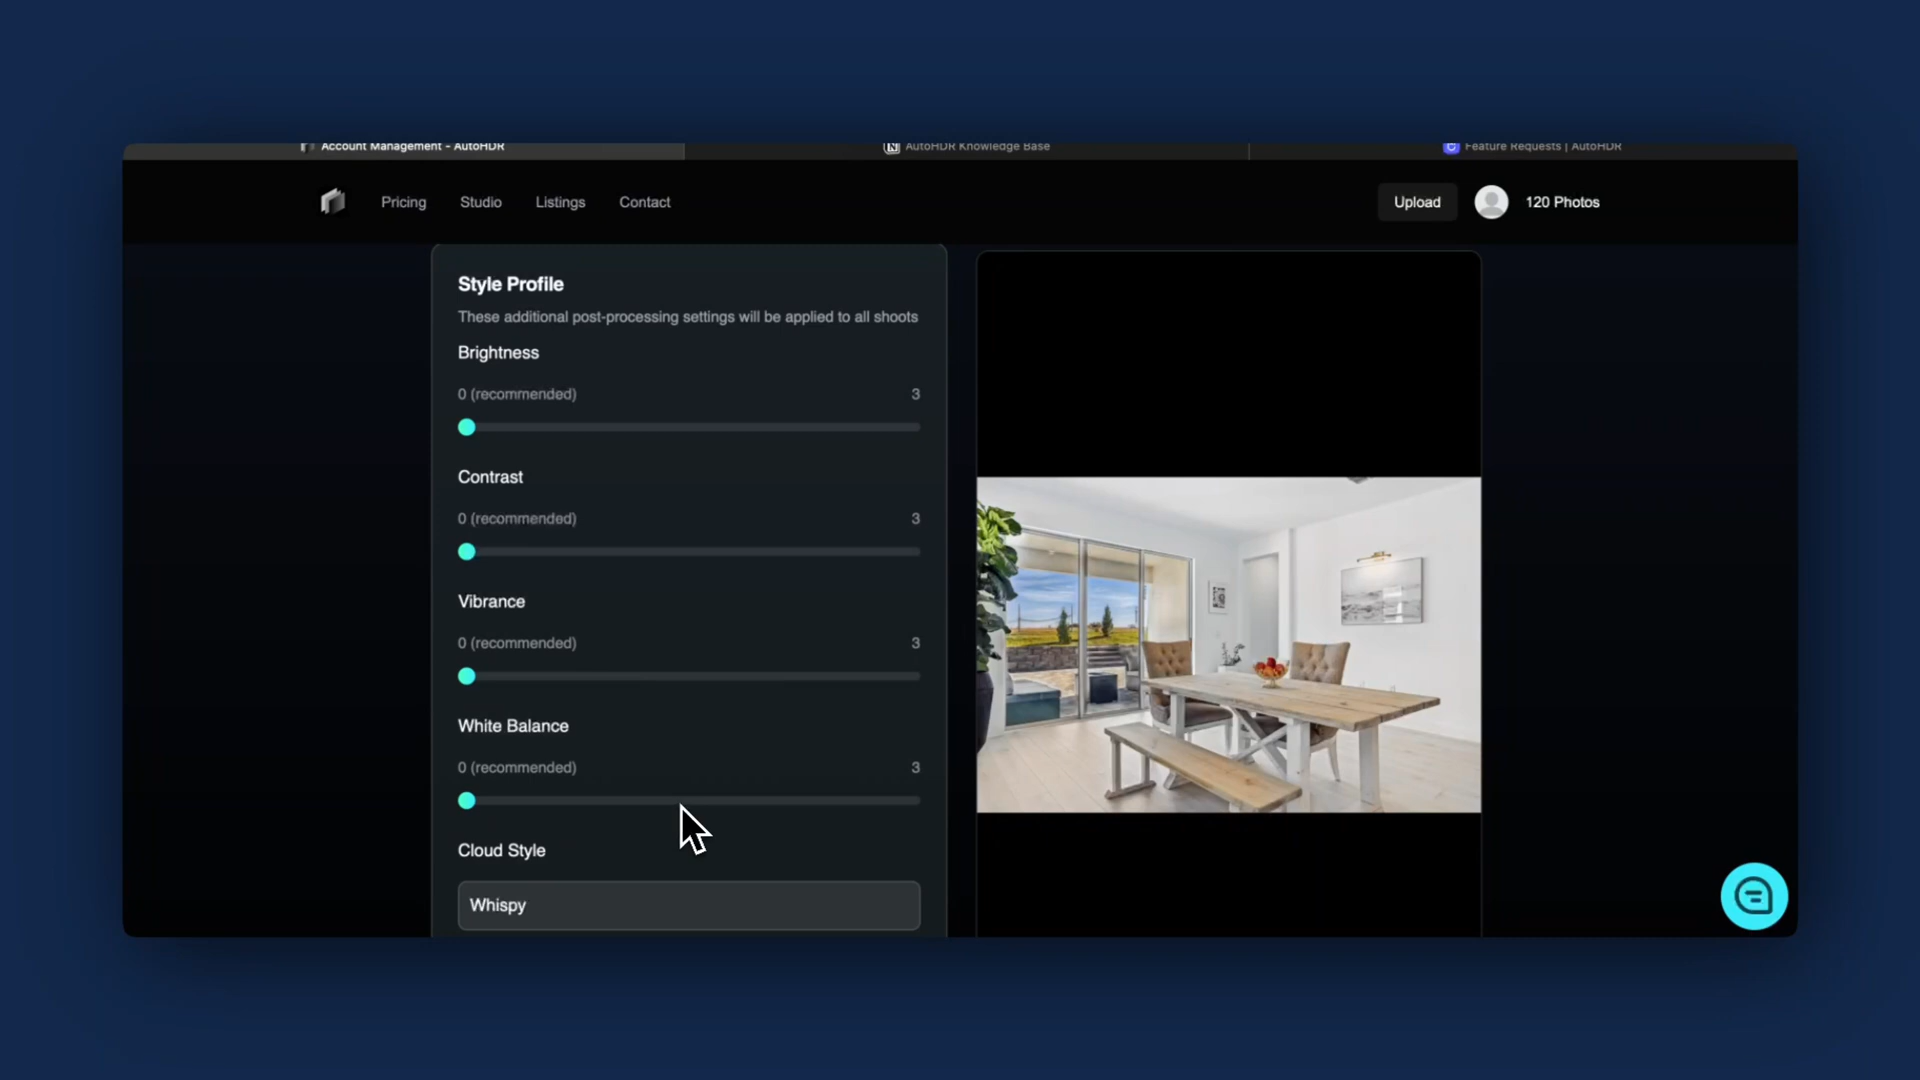 Account Management - AutoHDR
AutoHDR Knowledge Base
Feature Requests | AutoHDR
Pricing
Studio
Listings
Contact
Upload
120 Photos
Style Profile
These additional post-processing settings will be applied to all shoots
Brightness
0 (recommended) 3
Contrast
0 (recommended) 3
Vibrance
0 (recommended) 3
White Balance
0 (recommended) 3
Cloud Style
Whispy